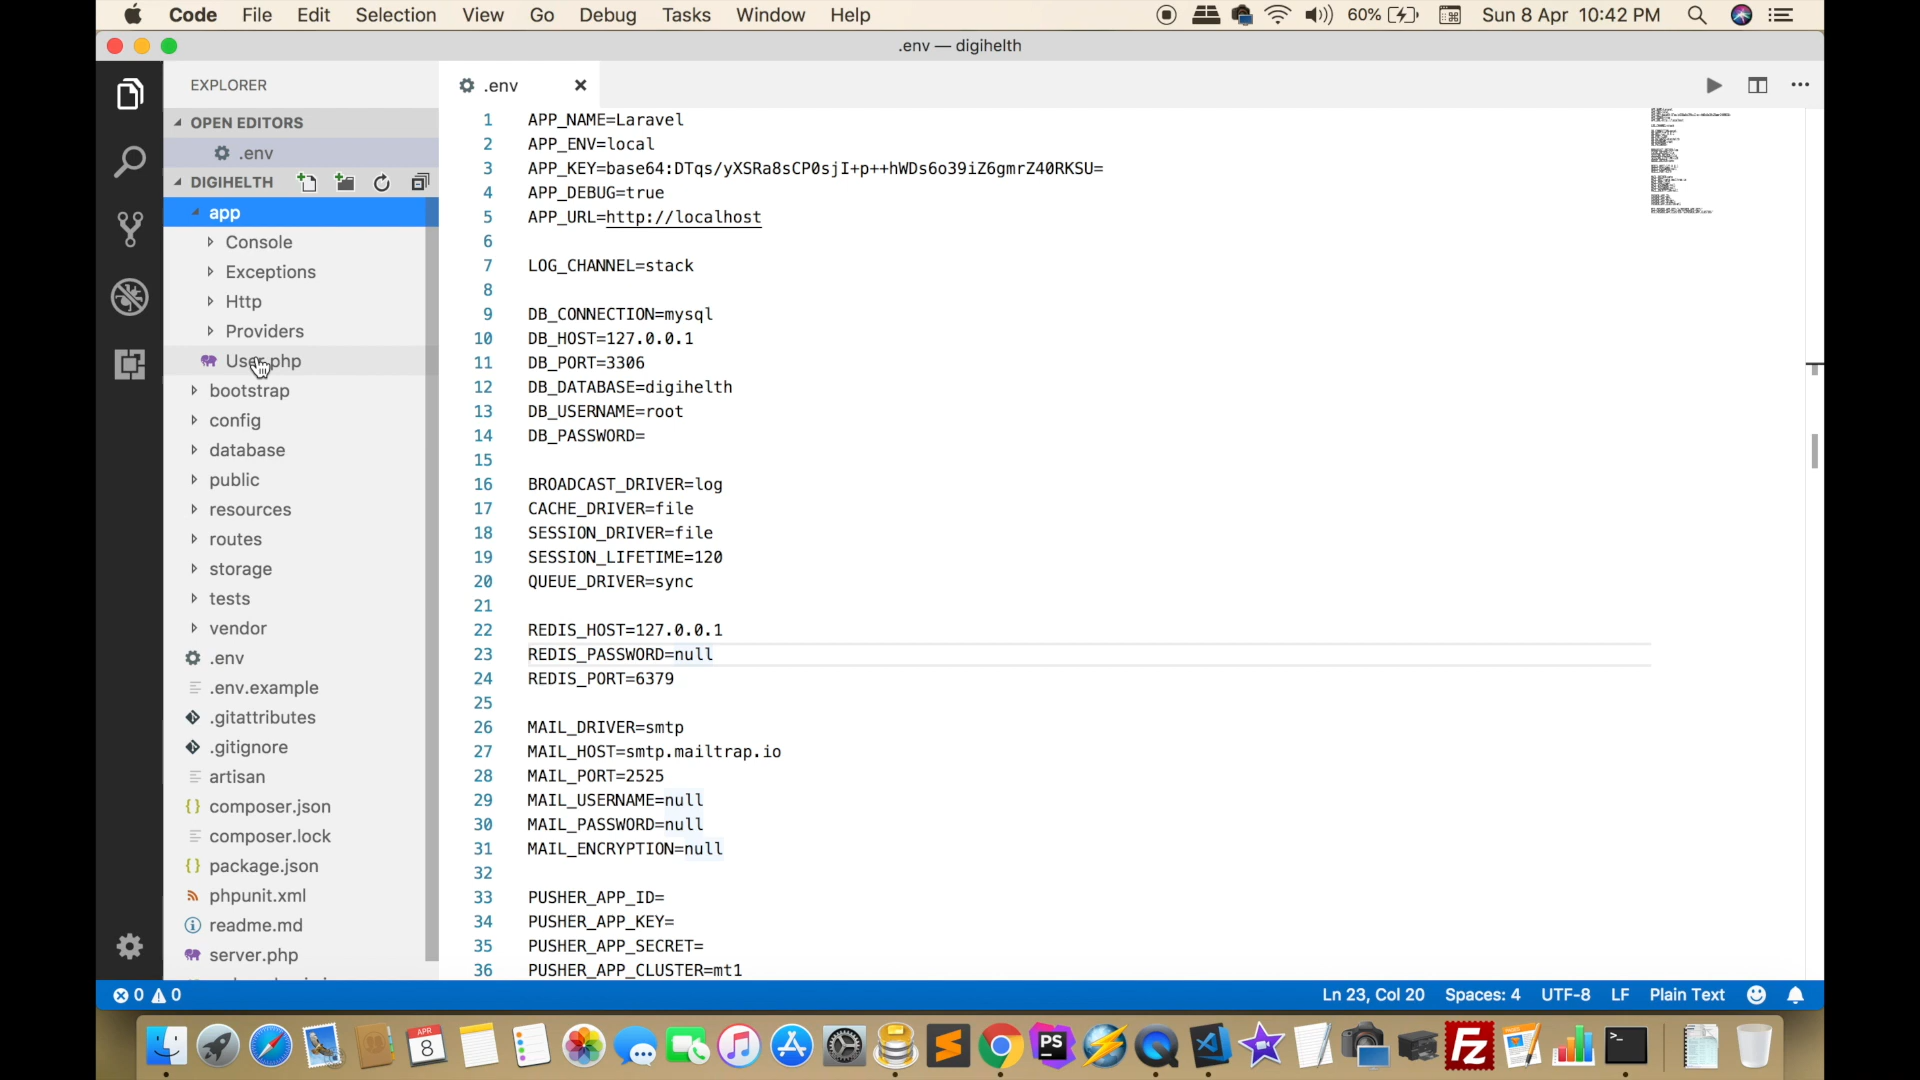 Code File Edit Selection View Go Debug Tasks Window Help 60% Sun 8 Apr 10:42 PM
.env — digihelth
EXPLORER
.env
OPEN EDITORS
.env
DIGIHELTH
app
Console
Exceptions
Http
Providers
User.php
bootstrap
config
database
public
resources
routes
storage
tests
vendor
.env
.env.example
.gitattributes
.gitignore
artisan
composer.json
composer.lock
package.json
phpunit.xml
readme.md
server.php
1 APP_NAME=Laravel
2 APP_ENV=local
3 APP_KEY=base64:DTqs/yXSRa8sCP0sjI+p++hWDs6o39iZ6gmrZ40RKSU=
4 APP_DEBUG=true
5 APP_URL=http://localhost
6
7 LOG_CHANNEL=stack
8
9 DB_CONNECTION=mysql
10 DB_HOST=127.0.0.1
11 DB_PORT=3306
12 DB_DATABASE=digihelth
13 DB_USERNAME=root
14 DB_PASSWORD=
15
16 BROADCAST_DRIVER=log
17 CACHE_DRIVER=file
18 SESSION_DRIVER=file
19 SESSION_LIFETIME=120
20 QUEUE_DRIVER=sync
21
22 REDIS_HOST=127.0.0.1
23 REDIS_PASSWORD=null
24 REDIS_PORT=6379
25
26 MAIL_DRIVER=smtp
27 MAIL_HOST=smtp.mailtrap.io
28 MAIL_PORT=2525
29 MAIL_USERNAME=null
30 MAIL_PASSWORD=null
31 MAIL_ENCRYPTION=null
32
33 PUSHER_APP_ID=
34 PUSHER_APP_KEY=
35 PUSHER_APP_SECRET=
36 PUSHER_APP_CLUSTER=mt1
0 0 Ln 23, Col 20 Spaces: 4 UTF-8 LF Plain Text
APR
8
PS
Fz